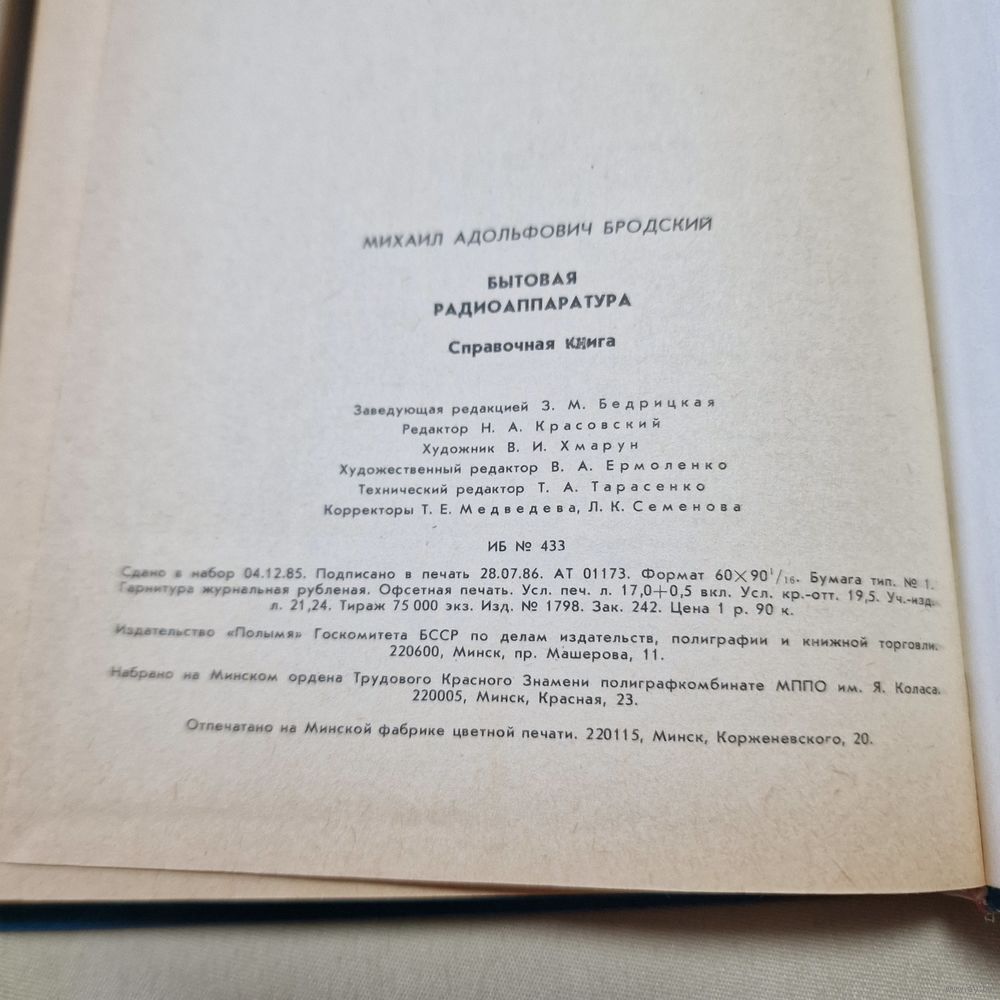 МИХАИЛ АДОЛЬФОВИЧ БРОДСКИЙ
БЫТОВАЯ
РАДИОАППАРАТУРА
Справочная книга
Заведующая редакцией З. М. Бедрицкая
Редактор Н. А. Красовский
Художник В. И. Хмарун
Художественный редактор В. А. Ермоленко
Технический редактор Т. А. Тарасенко
Корректоры Т. Е. Медведева, Л. К. Семенова
ИБ № 433
Сдано в набор 04.12.85. Подписано в печать 28.07.86. АТ 01173. Формат 60×90¹/₁₆. Бумага тип. № 1.
Гарнитура журнальная рубленая. Офсетная печать. Усл. печ. л. 17,0+0,5 вкл. Усл. кр.-отт. 19,5. Уч.-изд.
л. 21,24. Тираж 75 000 экз. Изд. № 1798. Зак. 242. Цена 1 р. 90 к.
Издательство «Полымя» Госкомитета БССР по делам издательств, полиграфии и книжной торговли.
220600, Минск, пр. Машерова, 11.
Набрано на Минском ордена Трудового Красного Знамени полиграфкомбинате МППО им. Я. Коласа.
220005, Минск, Красная, 23.
Отпечатано на Минской фабрике цветной печати. 220115, Минск, Корженевского, 20.